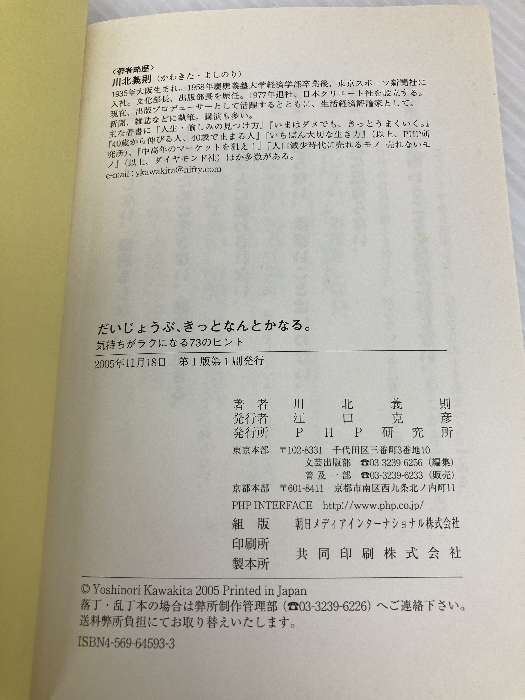 〈著者略歴〉
川北義則（かわきた・よしのり）
1935年大阪生まれ。1958年慶應義塾大学経済学部卒業後、東京スポーツ新聞社に
入社。文化部長、出版部長を歴任。1977年退社、日本クリエート社を設立する。
現在、出版プロデューサーとして活躍するとともに、生活経済評論家として、
新聞、雑誌などに執筆。講演も多い。
主な著書に『人生・愉しみの見つけ方』『いまはダメでも、きっとうまくいく。』
『40歳から伸びる人、40歳で止まる人』『いちばん大切な生き方』（以上、PHP研
究所）、『中高年のマーケットを狙え！』『人口減少時代に売れるモノ 売れないモ
ノ』（以上、ダイヤモンド社）ほか多数がある。
e-mail：ykawakita@nifty.com
だいじょうぶ、きっとなんとかなる。
気持ちがラクになる73のヒント
2005年11月18日 第1版第1刷発行
著者 川北義則
発行者 江口克彦
発行所 PHP研究所
東京本部 〒102-8331 千代田区三番町3番地10
文芸出版部 ☎03-3239-6256（編集）
普及一部 ☎03-3239-6233（販売）
京都本部 〒601-8411 京都市南区西九条北ノ内町11
PHP INTERFACE http://www.php.co.jp/
組版 朝日メディアインターナショナル株式会社
印刷所
製本所 共同印刷株式会社
© Yoshinori Kawakita 2005 Printed in Japan
落丁・乱丁本の場合は弊所制作管理部（☎03-3239-6226）へご連絡下さい。
送料弊所負担にてお取り替えいたします。
ISBN4-569-64593-3